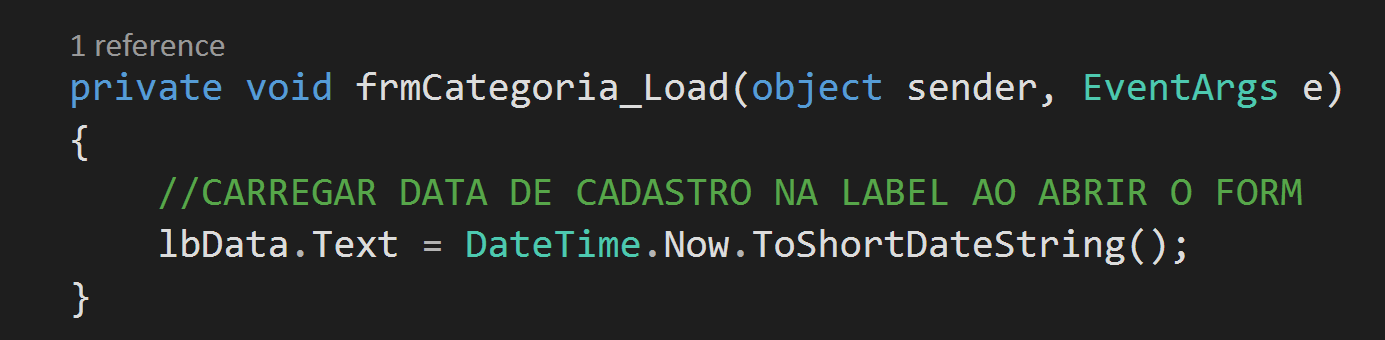 1 reference
private void frmCategoria_Load(object sender, EventArgs e)
{
//CARREGAR DATA DE CADASTRO NA LABEL AO ABRIR O FORM
lbData.Text = DateTime.Now.ToShortDateString();
}